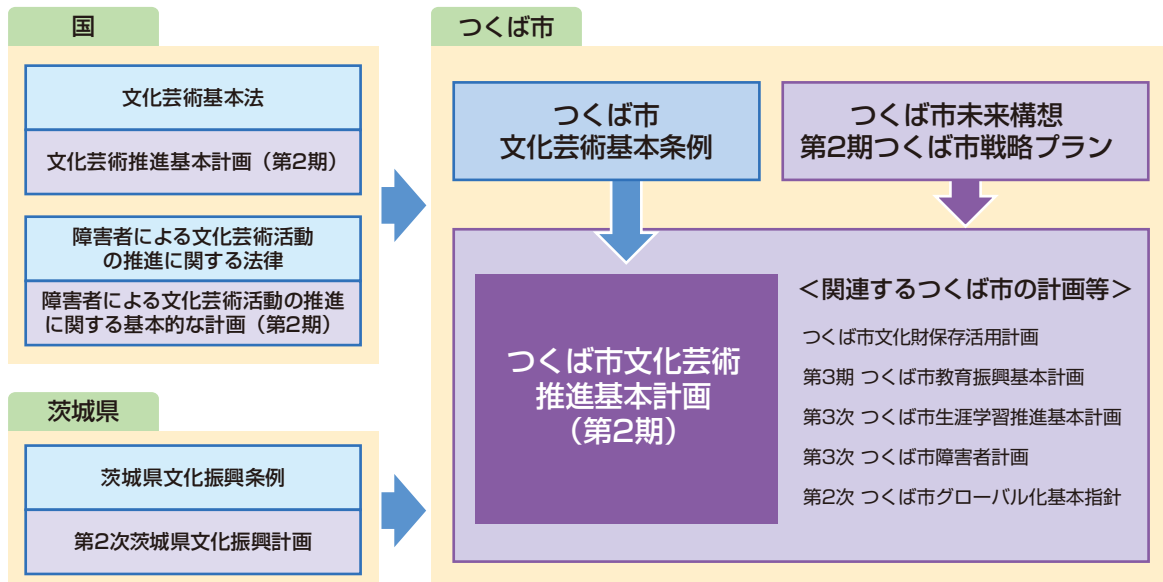 国
文化芸術基本法
文化芸術推進基本計画（第2期）
障害者による文化芸術活動
の推進に関する法律
障害者による文化芸術活動の推進
に関する基本的な計画（第2期）
茨城県
茨城県文化振興条例
第2次茨城県文化振興計画
つくば市
つくば市
文化芸術基本条例
つくば市未来構想
第2期つくば市戦略プラン
つくば市文化芸術
推進基本計画
（第2期）
＜関連するつくば市の計画等＞
つくば市文化財保存活用計画
第3期 つくば市教育振興基本計画
第3次 つくば市生涯学習推進基本計画
第3次 つくば市障害者計画
第2次 つくば市グローバル化基本指針